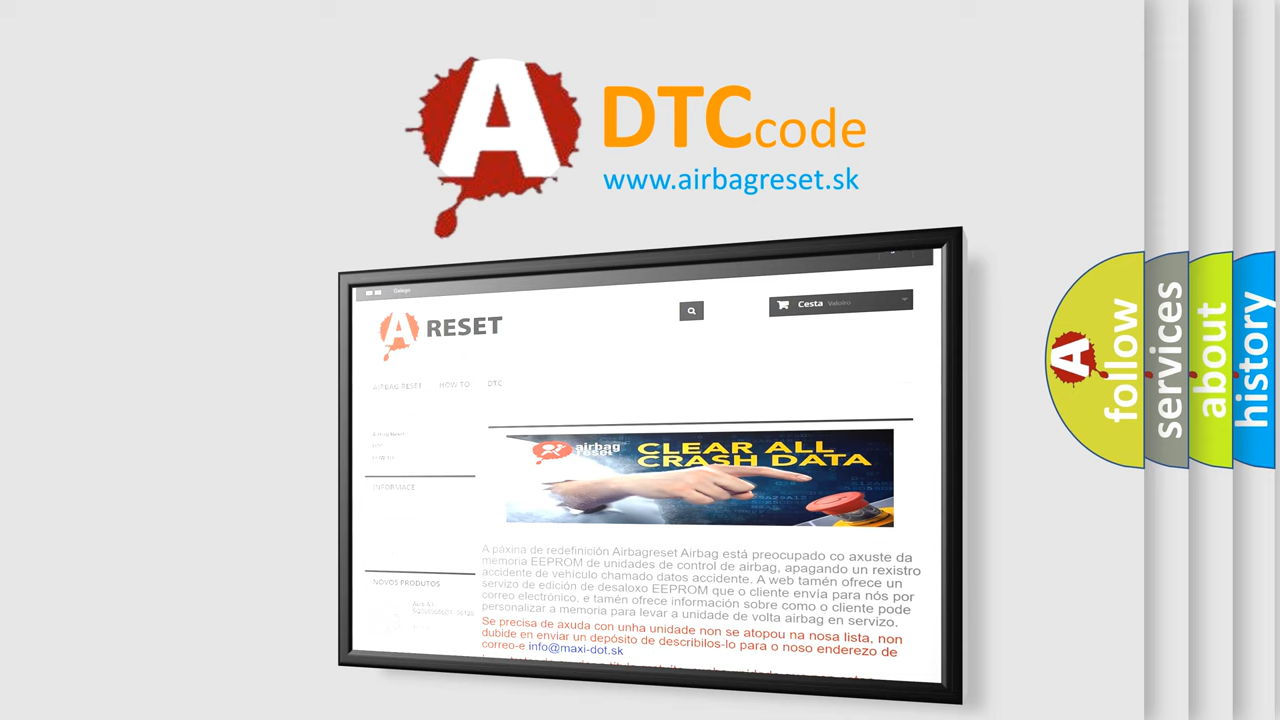 A
DTCcode
www.airbagreset.sk
Galego
A RESET
Cesta Valeiro
AIRBAG RESET HOW TO DTC
INFORMACE
NOVOS PRODUTOS
airbag
reset
CLEAR ALL
CRASH DATA
A páxina de redefinición Airbagreset Airbag está preocupado co axuste da
memoria EEPROM de unidades de control de airbag, apagando un rexistro
accidente de vehículo chamado datos accidente. A web tamén ofrece un
servizo de edición de desaloxo EEPROM que o cliente envía para nós por
correo electrónico, e tamén ofrece información sobre como o cliente pode
personalizar a memoria para levar a unidade de volta airbag en servizo.
Se precisa de axuda con unha unidade non se atopou na nosa lista, non
dubide en enviar un depósito de describilos-lo para o noso enderezo de
correo-e info@maxi-dot.sk
A
follow
services
about
history